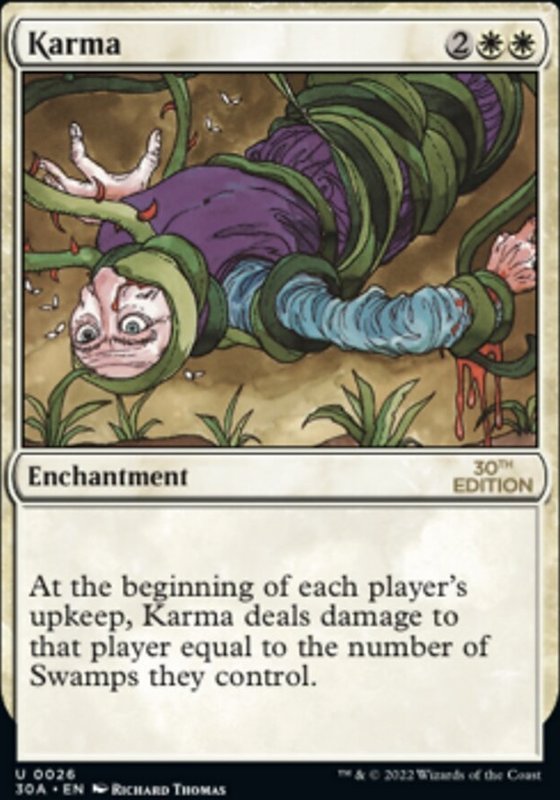 Karma 2
Enchantment
30TH
EDITION
At the beginning of each player's
upkeep, Karma deals damage to
that player equal to the number of
Swamps they control.
U 0026
30A • EN Richard Thomas
™ & © 2022 Wizards of the Coast